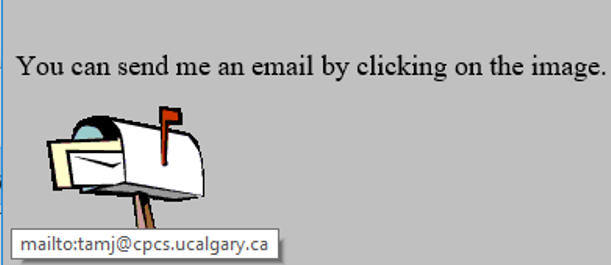 You can send me an email by clicking on the image.
mailto:tamj@cpcs.ucalgary.ca